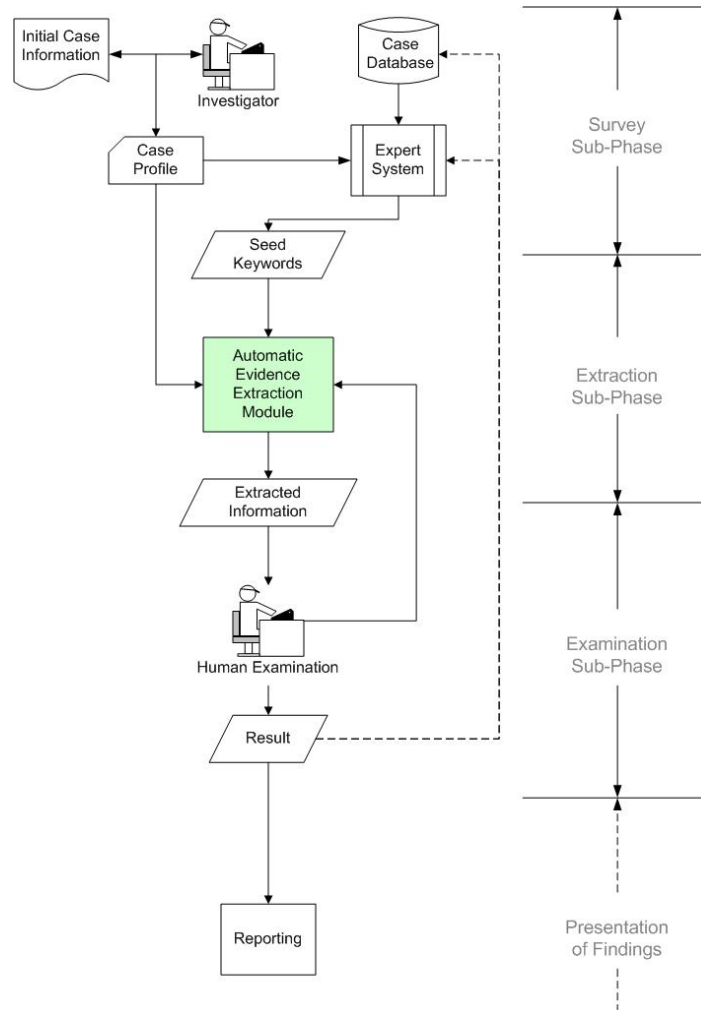 Initial Case
Information
Investigator
Case
Database
Case
Profile
Expert
System
Survey
Sub-Phase
Seed
Keywords
Automatic
Evidence
Extraction
Module
Extraction
Sub-Phase
Extracted
Information
Human Examination
Examination
Sub-Phase
Result
Reporting
Presentation
of Findings